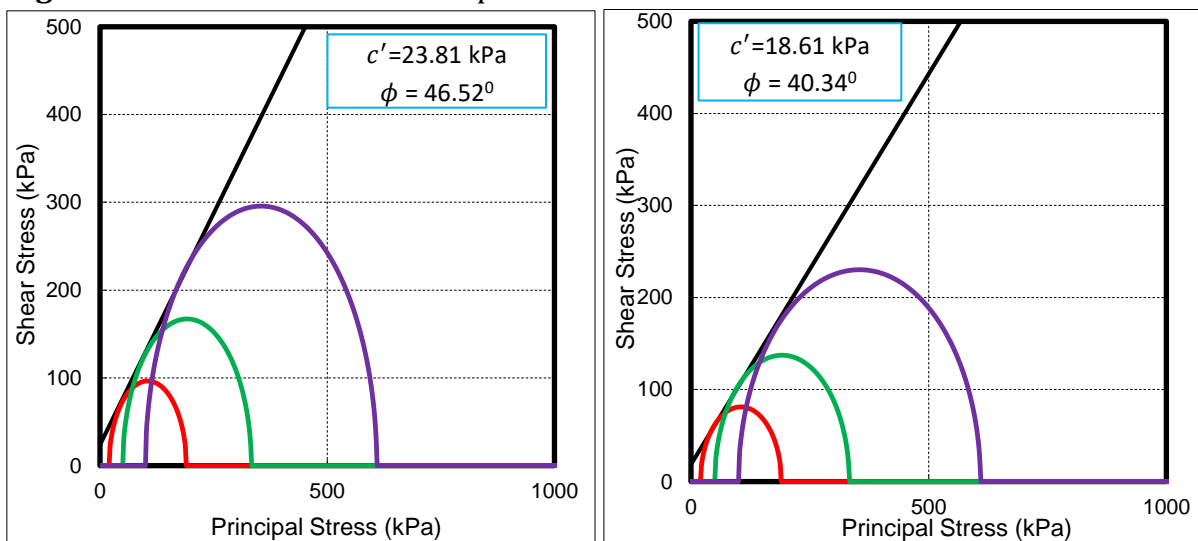 500
400
300
200
100
0
Shear Stress (kPa)
c′=23.81 kPa
ϕ = 46.52⁰
0 500 1000
Principal Stress (kPa)
500
400
300
200
100
0
Shear Stress (kPa)
c′=18.61 kPa
ϕ = 40.34⁰
0 500 1000
Principal Stress (kPa)